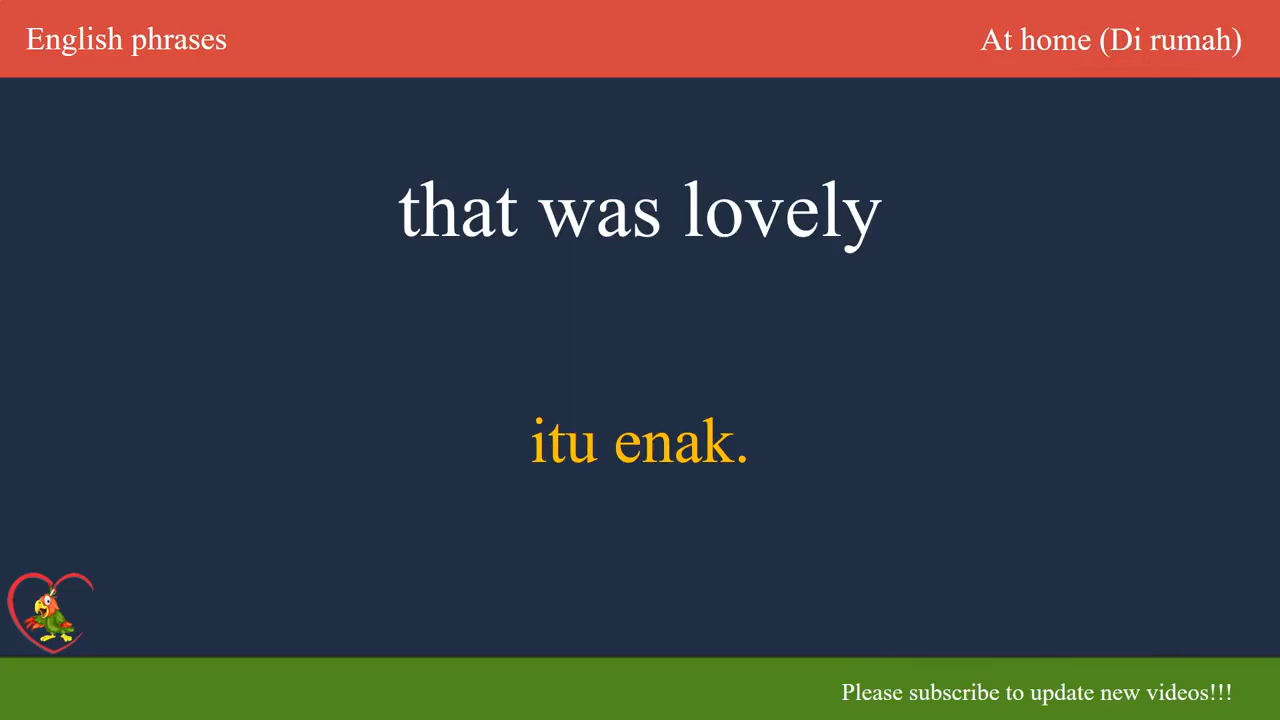 English phrases
At home (Di rumah)
that was lovely
itu enak.
Please subscribe to update new videos!!!